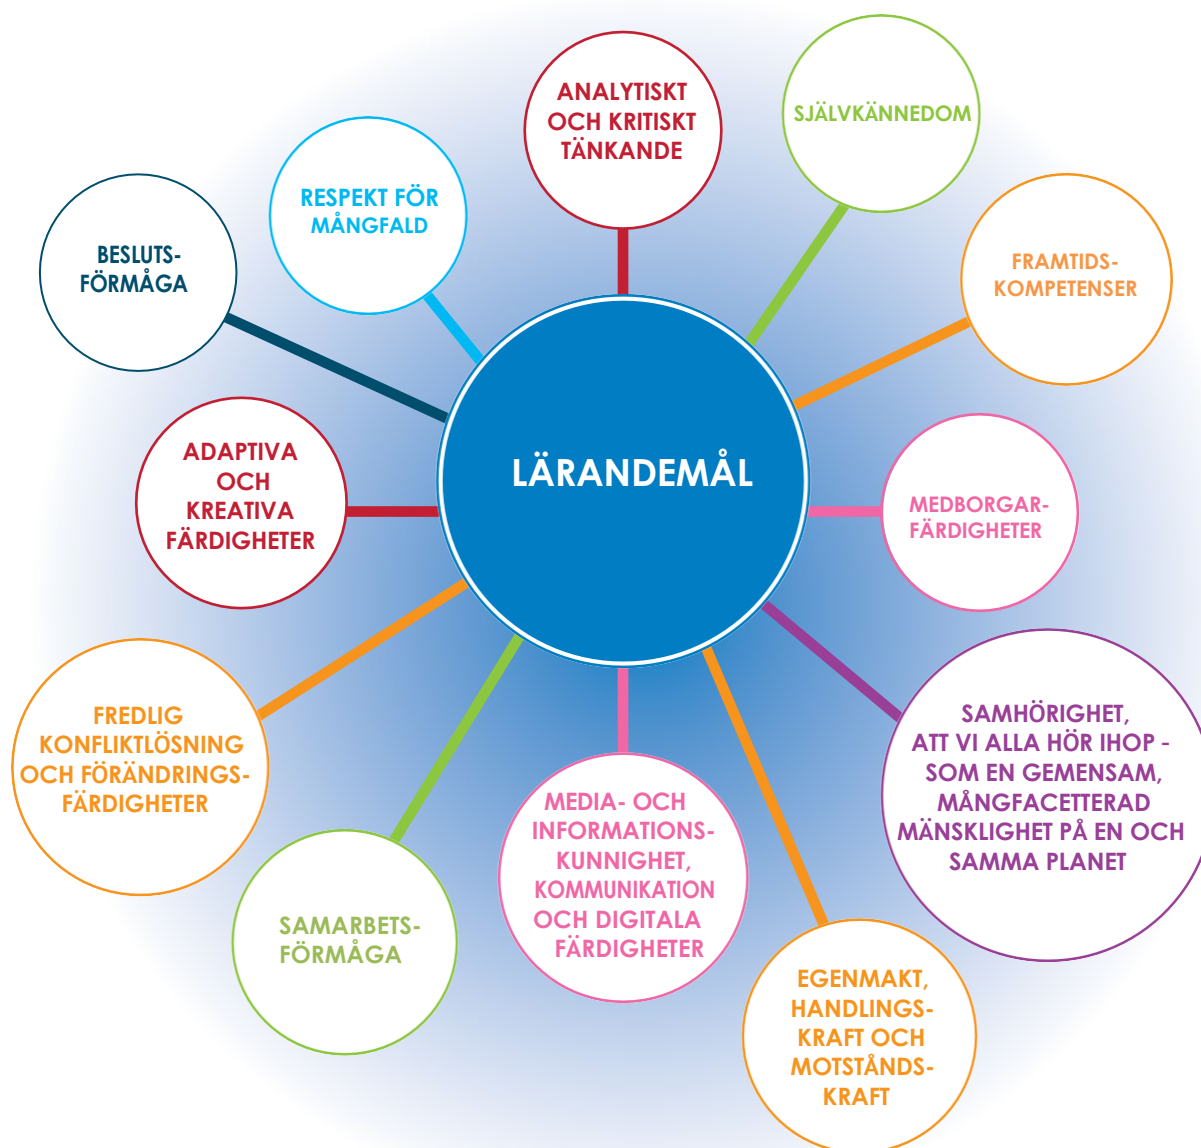 ANALYTISKT
OCH KRITISKT
TÄNKANDE
SJÄLVKÄNNEDOM
RESPEKT FÖR
MÅNGFALD
BESLUTS-
FÖRMÅGA
FRAMTIDS-
KOMPETENSER
LÄRANDEMÅL
ADAPTIVA
OCH
KREATIVA
FÄRDIGHETER
MEDBORGAR-
FÄRDIGHETER
FREDLIG
KONFLIKTLÖSNING
OCH FÖRÄNDRINGS-
FÄRDIGHETER
SAMHÖRIGHET,
ATT VI ALLA HÖR IHOP -
SOM EN GEMENSAM,
MÅNGFACETTERAD
MÄNSKLIGHET PÅ EN OCH
SAMMA PLANET
MEDIA- OCH
INFORMATIONS-
KUNNIGHET,
KOMMUNIKATION
OCH DIGITALA
FÄRDIGHETER
SAMARBETS-
FÖRMÅGA
EGENMAKT,
HANDLINGS-
KRAFT OCH
MOTSTÅNDS-
KRAFT